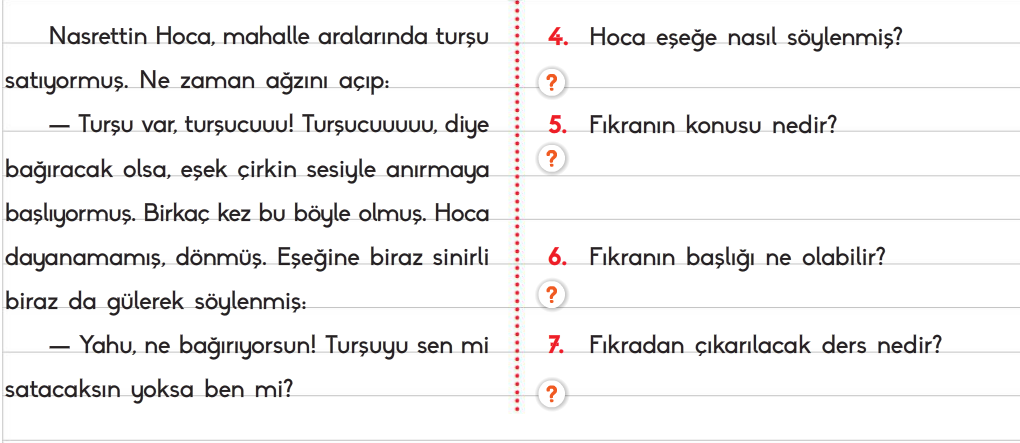 Nasrettin Hoca, mahalle aralarında turşu
satıyormuş. Ne zaman ağzını açıp:
— Turşu var, turşucuuu! Turşucuuuuu, diye
bağıracak olsa, eşek çirkin sesiyle anırmaya
başlıyormuş. Birkaç kez bu böyle olmuş. Hoca
dayanamamış, dönmüş. Eşeğine biraz sinirli
biraz da gülerek söylenmiş:
— Yahu, ne bağırıyorsun! Turşuyu sen mi
satacaksın yoksa ben mi?
4. Hoca eşeğe nasıl söylenmiş?
?
5. Fıkranın konusu nedir?
?
6. Fıkranın başlığı ne olabilir?
?
7. Fıkradan çıkarılacak ders nedir?
?